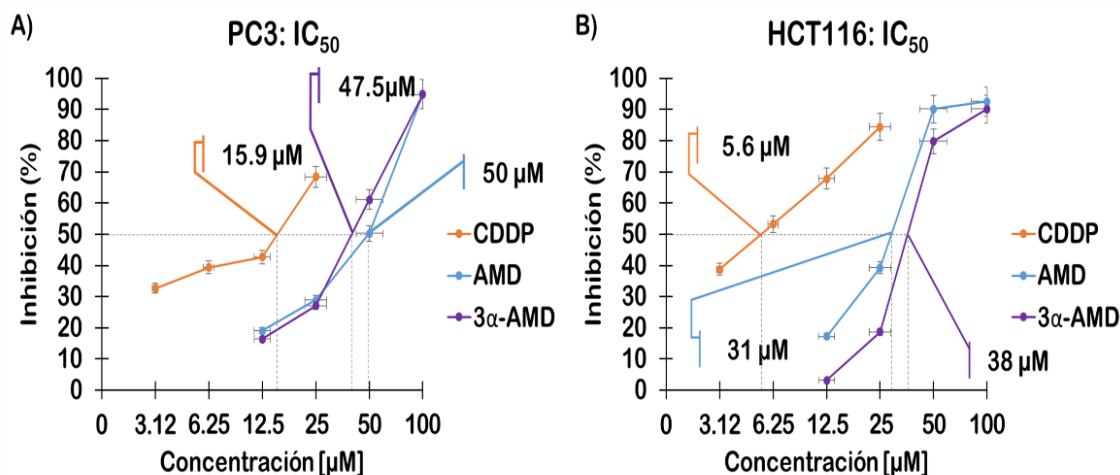 A)
PC3: IC50
Inhibición (%)
100
90
80
70
60
50
40
30
20
10
0
47.5µM
15.9 µM
50 µM
CDDP
AMD
3α-AMD
0 3.12 6.25 12.5 25 50 100
Concentración [µM]
B)
HCT116: IC50
Inhibición (%)
100
90
80
70
60
50
40
30
20
10
0
5.6 µM
31 µM
38 µM
CDDP
AMD
3α-AMD
0 3.12 6.25 12.5 25 50 100
Concentración [µM]